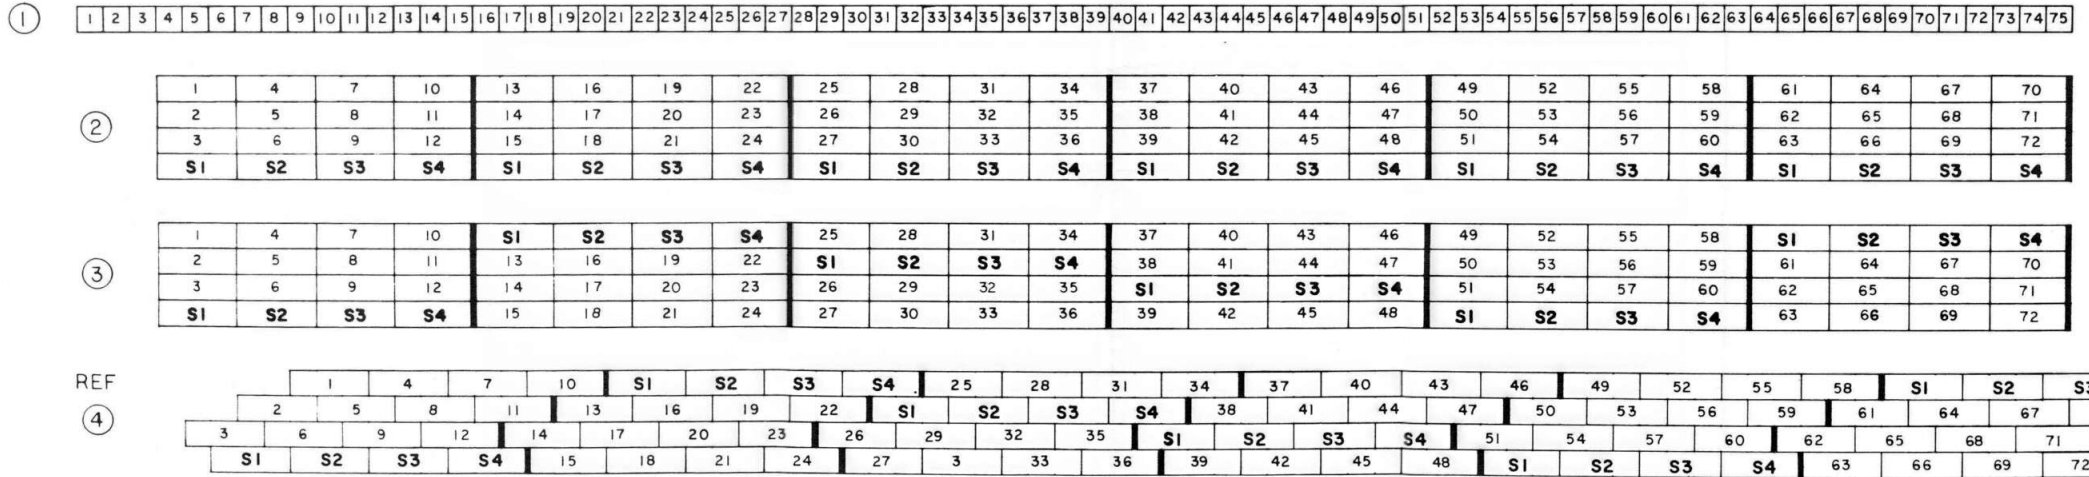 ① 1 2 3 4 5 6 7 8 9 10 11 12 13 14 15 16 17 18 19 20 21 22 23 24 25 26 27 28 29 30 31 32 33 34 35 36 37 38 39 40 41 42 43 44 45 46 47 48 49 50 51 52 53 54 55 56 57 58 59 60 61 62 63 64 65 66 67 68 69 70 71 72 73 74 75
1 4 7 10 13 16 19 22 25 28 31 34 37 40 43 46 49 52 55 58 61 64 67 70
② 2 5 8 11 14 17 20 23 26 29 32 35 38 41 44 47 50 53 56 59 62 65 68 71
3 6 9 12 15 18 21 24 27 30 33 36 39 42 45 48 51 54 57 60 63 66 69 72
S1 S2 S3 S4 S1 S2 S3 S4 S1 S2 S3 S4 S1 S2 S3 S4 S1 S2 S3 S4 S1 S2 S3 S4
1 4 7 10 S1 S2 S3 S4 25 28 31 34 37 40 43 46 49 52 55 58 S1 S2 S3 S4
③ 2 5 8 11 13 16 19 22 S1 S2 S3 S4 38 41 44 47 50 53 56 59 61 64 67 70
3 6 9 12 14 17 20 23 26 29 32 35 S1 S2 S3 S4 51 54 57 60 62 65 68 71
S1 S2 S3 S4 15 18 21 24 27 30 33 36 39 42 45 48 S1 S2 S3 S4 63 66 69 72
REF 1 4 7 10 S1 S2 S3 S4 25 28 31 34 37 40 43 46 49 52 55 58 S1 S2 S3
④ 2 5 8 11 13 16 19 22 S1 S2 S3 S4 38 41 44 47 50 53 56 59 61 64 67
3 6 9 12 14 17 20 23 26 29 32 35 S1 S2 S3 S4 51 54 57 60 62 65 68 71
S1 S2 S3 S4 15 18 21 24 27 3 33 36 39 42 45 48 S1 S2 S3 S4 63 66 69 72